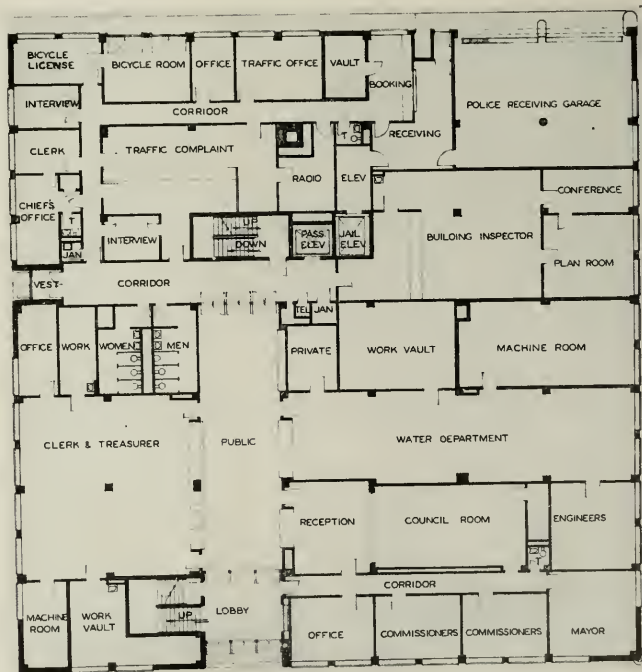 BICYCLE
LICENSE
BICYCLE ROOM
OFFICE
TRAFFIC OFFICE
VAULT
BOOKING
POLICE RECEIVING GARAGE
INTERVIEW
CORRIDOR
RECEIVING
CLERK
TRAFFIC COMPLAINT
T
RADIO
ELEV
CHIEF'S
OFFICE
T
JAN
INTERVIEW
UP
DOWN
PASS
ELEV
JAIL
ELEV
CONFERENCE
BUILDING INSPECTOR
PLAN ROOM
VEST
CORRIDOR
TEL
JAN
OFFICE
WORK
WOMEN
MEN
PRIVATE
WORK VAULT
MACHINE ROOM
CLERK & TREASURER
PUBLIC
WATER DEPARTMENT
RECEPTION
COUNCIL ROOM
T
ENGINEERS
CORRIDOR
MACHINE
ROOM
WORK
VAULT
UP
LOBBY
OFFICE
COMMISSIONERS
COMMISSIONERS
MAYOR